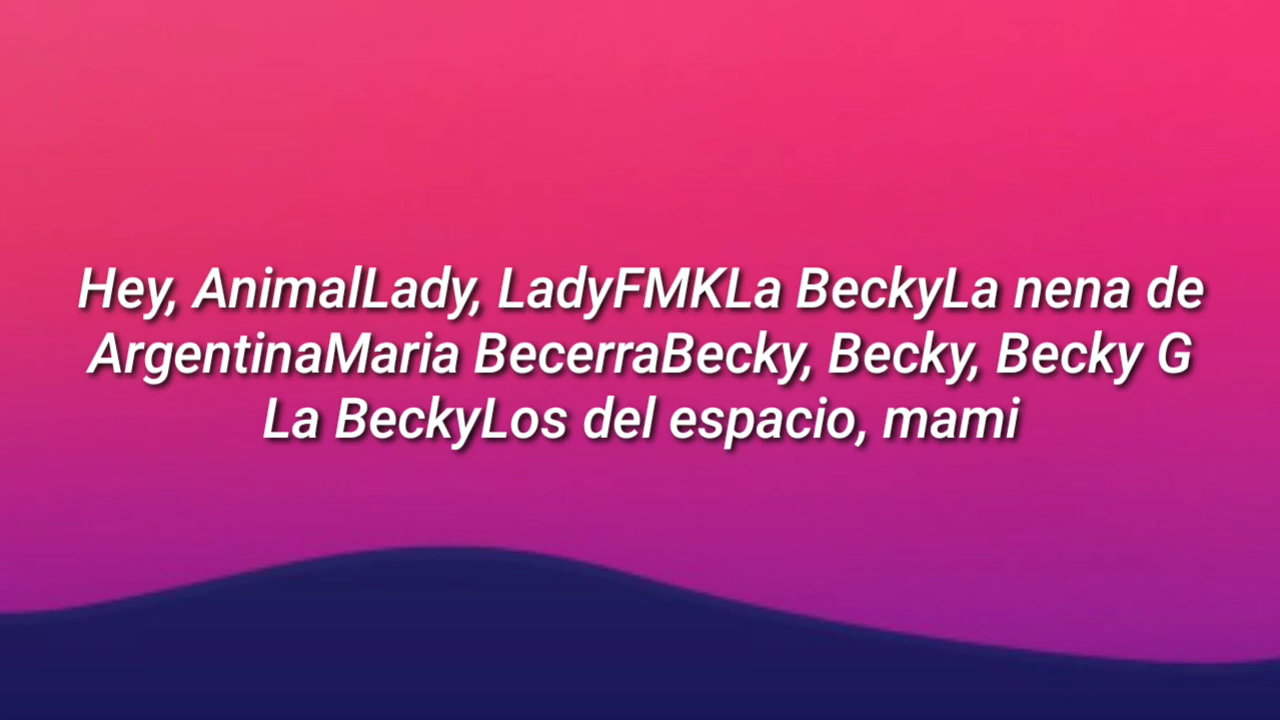 Hey, AnimalLady, LadyFMKLa BeckyLa nena de
ArgentinaMaria BecerraBecky, Becky, Becky G
La BeckyLos del espacio, mami